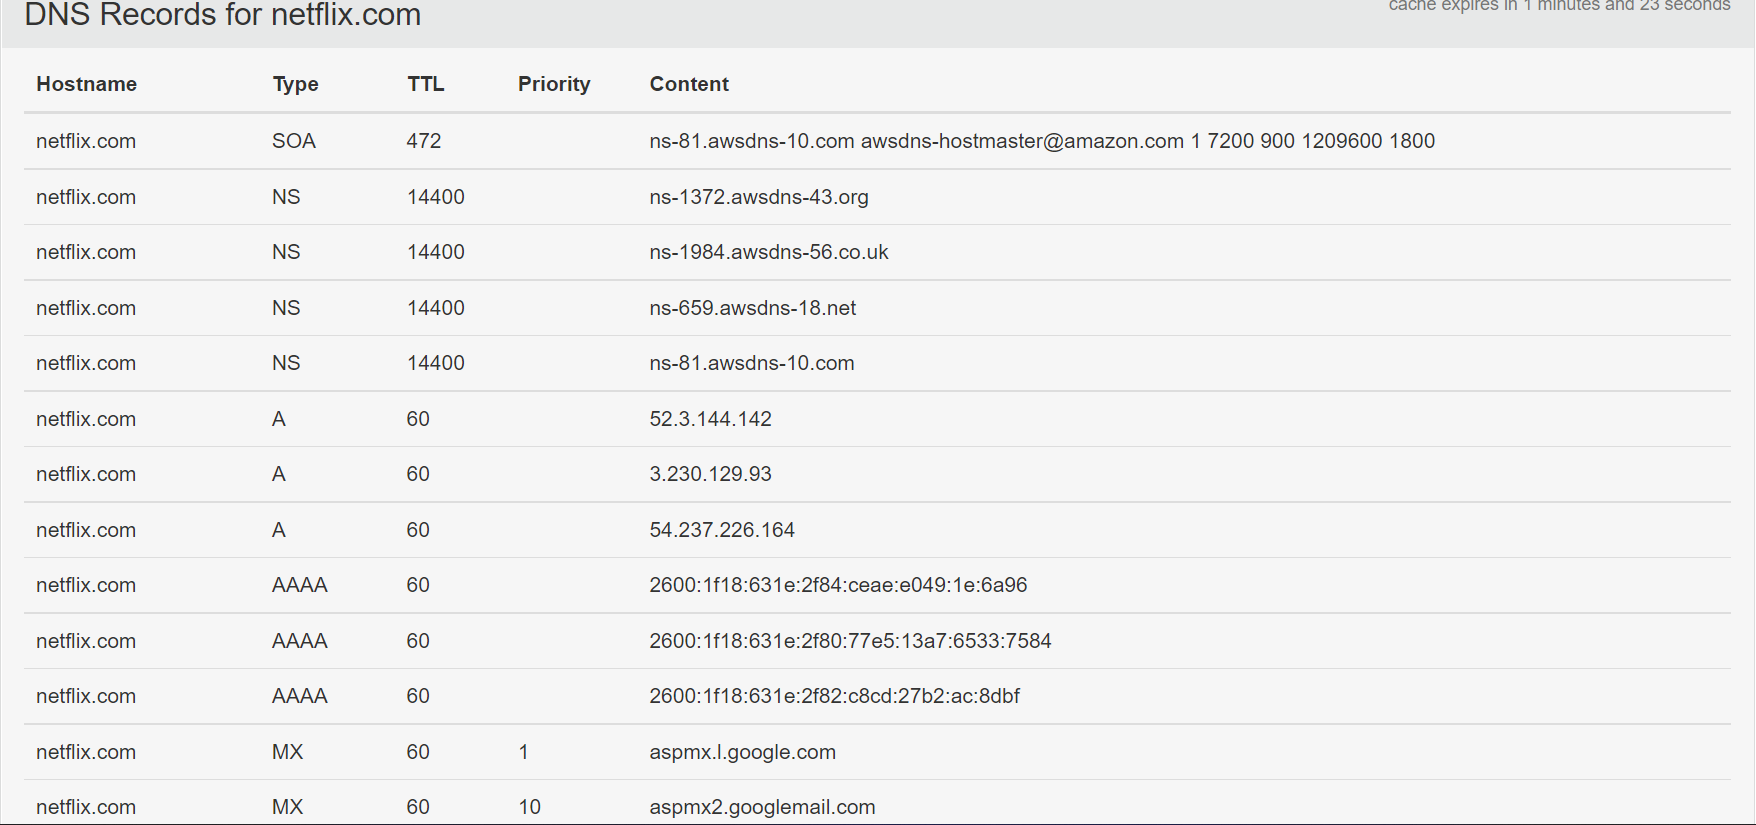 DNS Records for netflix.com
cache expires in 1 minutes and 23 seconds
Hostname Type TTL Priority Content
netflix.com SOA 472 ns-81.awsdns-10.com awsdns-hostmaster@amazon.com 1 7200 900 1209600 1800
netflix.com NS 14400 ns-1372.awsdns-43.org
netflix.com NS 14400 ns-1984.awsdns-56.co.uk
netflix.com NS 14400 ns-659.awsdns-18.net
netflix.com NS 14400 ns-81.awsdns-10.com
netflix.com A 60 52.3.144.142
netflix.com A 60 3.230.129.93
netflix.com A 60 54.237.226.164
netflix.com AAAA 60 2600:1f18:631e:2f84:ceae:e049:1e:6a96
netflix.com AAAA 60 2600:1f18:631e:2f80:77e5:13a7:6533:7584
netflix.com AAAA 60 2600:1f18:631e:2f82:c8cd:27b2:ac:8dbf
netflix.com MX 60 1 aspmx.l.google.com
netflix.com MX 60 10 aspmx2.googlemail.com